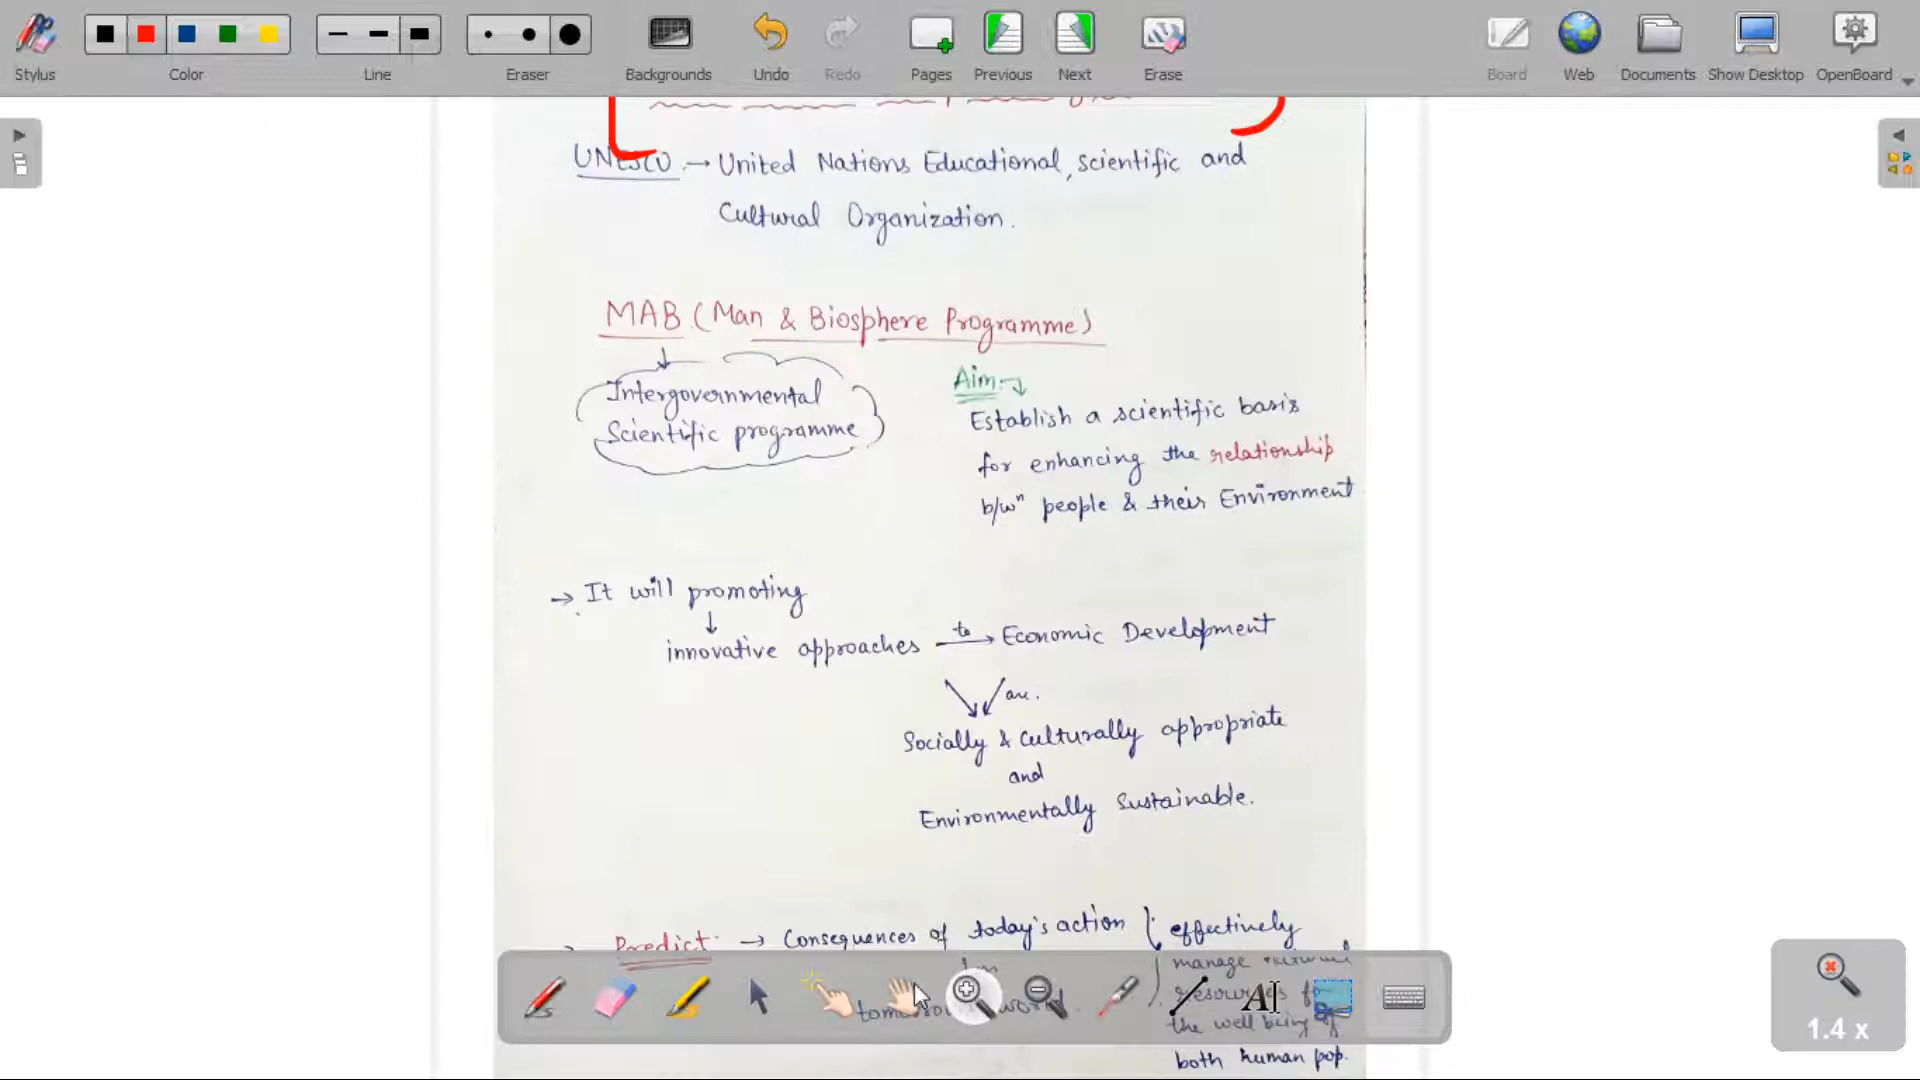 Stylus
Color
Line
Eraser
Backgrounds
Undo
Redo
Pages
Previous
Next
Erase
Board
Web
Documents
Show Desktop
OpenBoard
UNESCO → United Nations Educational, scientific and
Cultural Organization.
MAB (Man & Biosphere Programme)
Intergovernmental
Scientific programme
Aim →
Establish a scientific basis
for enhancing the relationship
b/wⁿ people & their Environment
→ It will promoting
↓
innovative approaches to → Economic Development
are.
Socially & Culturally appropriate
and
Environmentally Sustainable.
Predict → Consequences of today's action
effectively
manage
resources
the well being of
both human pop.
1.4 x